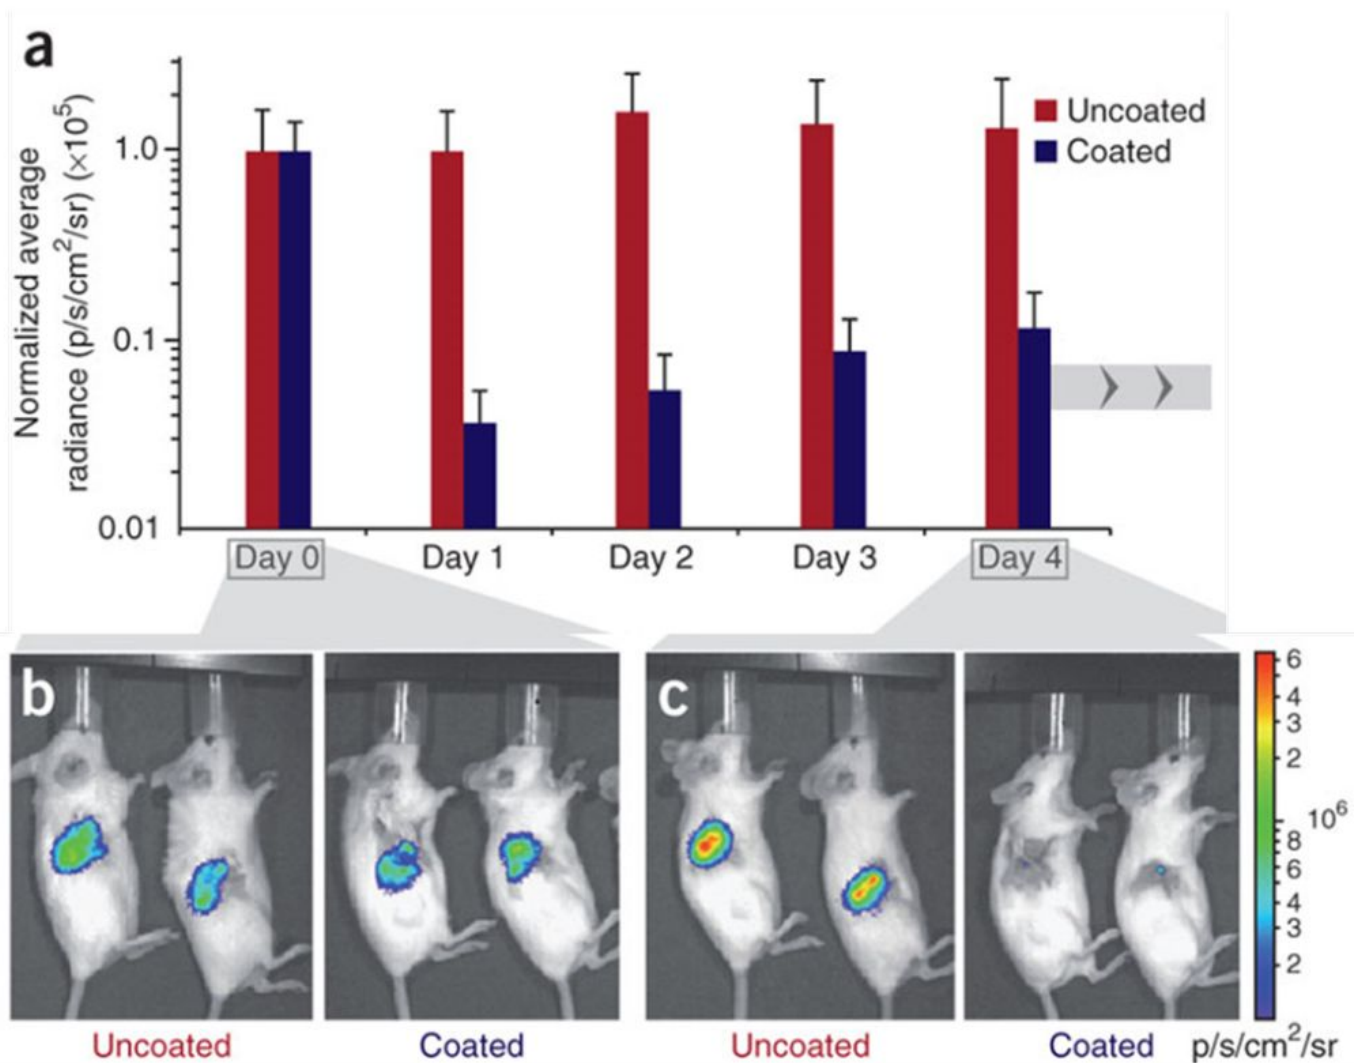 a
Normalized average
radiance (p/s/cm²/sr) (×10⁵)
1.0
0.1
0.01
Uncoated
Coated
Day 0
Day 1
Day 2
Day 3
Day 4
b
c
6
4
3
2
10⁶
8
6
4
3
2
2
Uncoated
Coated
Uncoated
Coated
p/s/cm²/sr